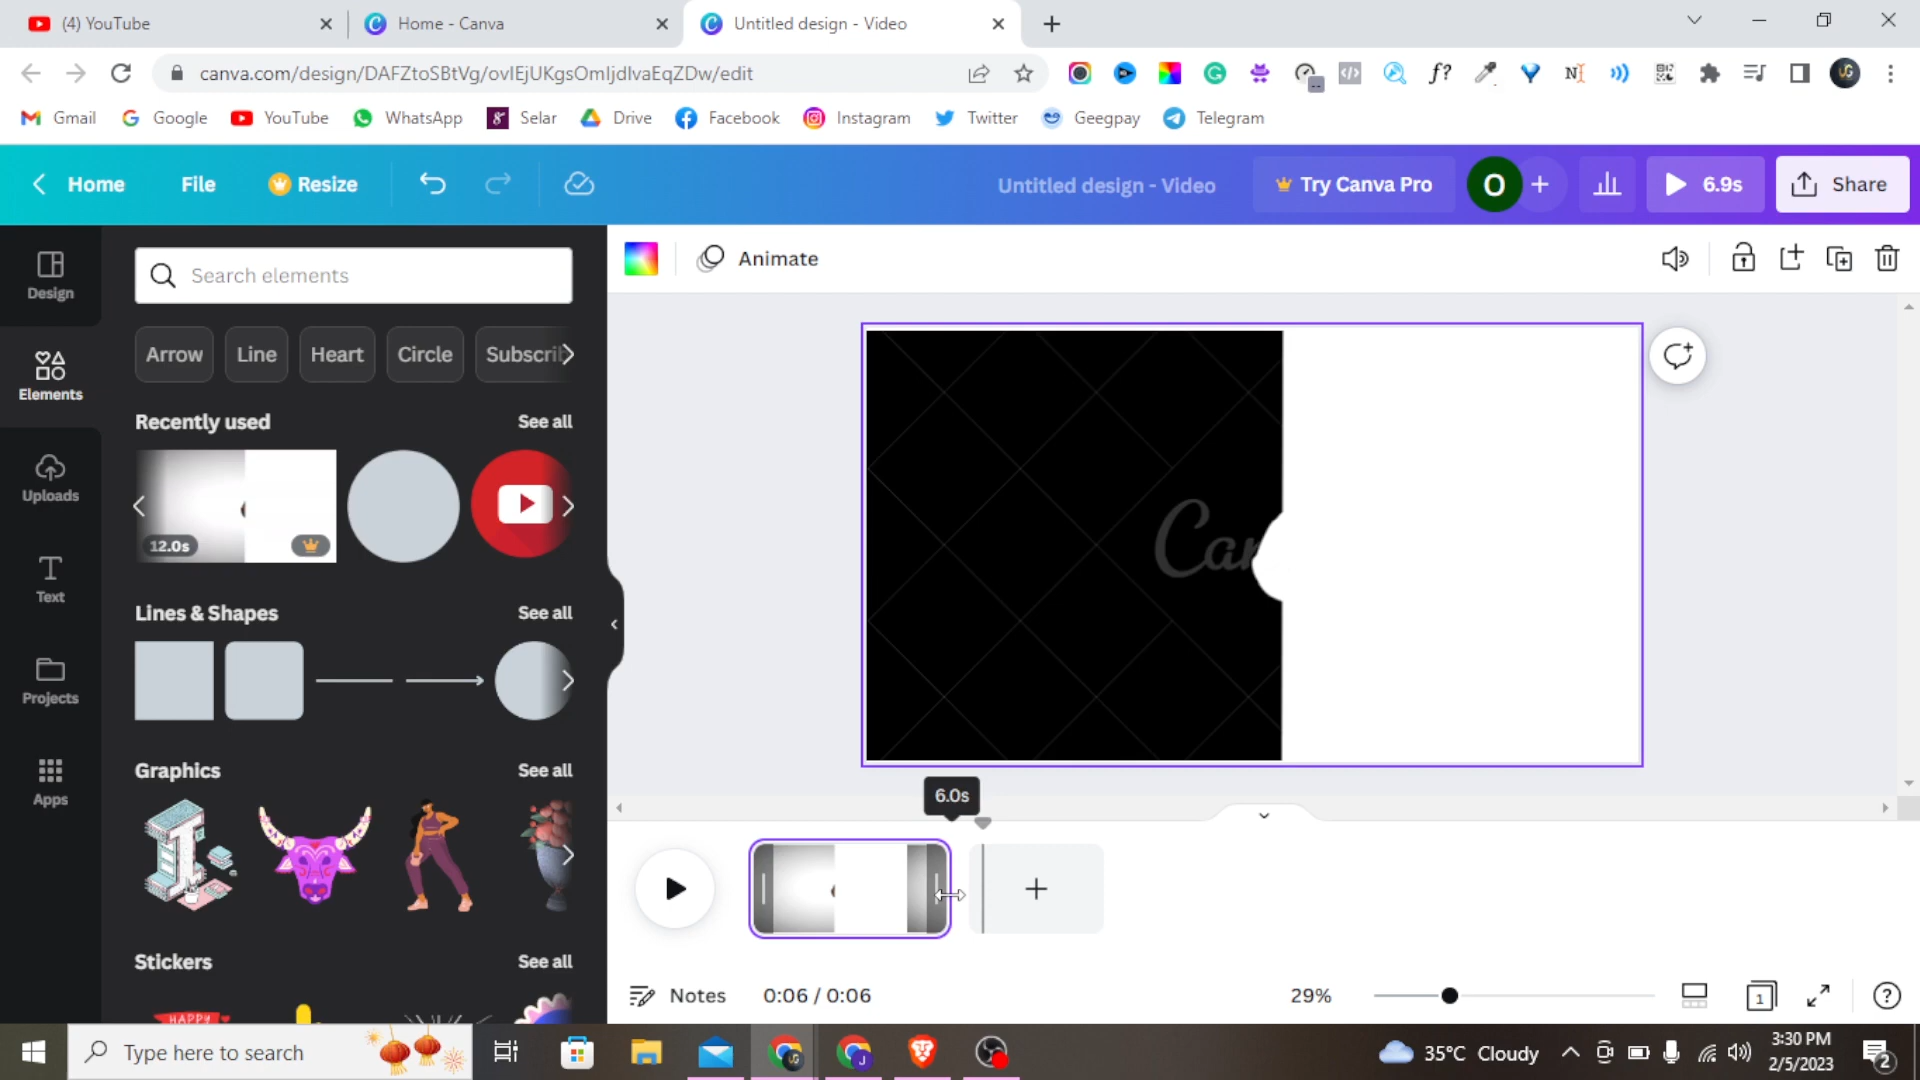 (4) YouTube
Home - Canva
Untitled design - Video
canva.com/design/DAFZtoSBtVg/ovIEjUKgsOmIjdIvaEqZDw/edit
Gmail
Google
YouTube
WhatsApp
Selar
Drive
Facebook
Instagram
Twitter
Geegpay
Telegram
Home
File
Resize
Untitled design - Video
Try Canva Pro
O
6.9s
Share
Design
Elements
Uploads
Text
Projects
Apps
Search elements
Arrow
Line
Heart
Circle
Recently used
See all
12.0s
Lines & Shapes
See all
Graphics
See all
Stickers
See all
HAPPY
Animate
6.0s
Notes
0:06 / 0:06
29%
1
Type here to search
35°C Cloudy
3:30 PM
2/5/2023
2